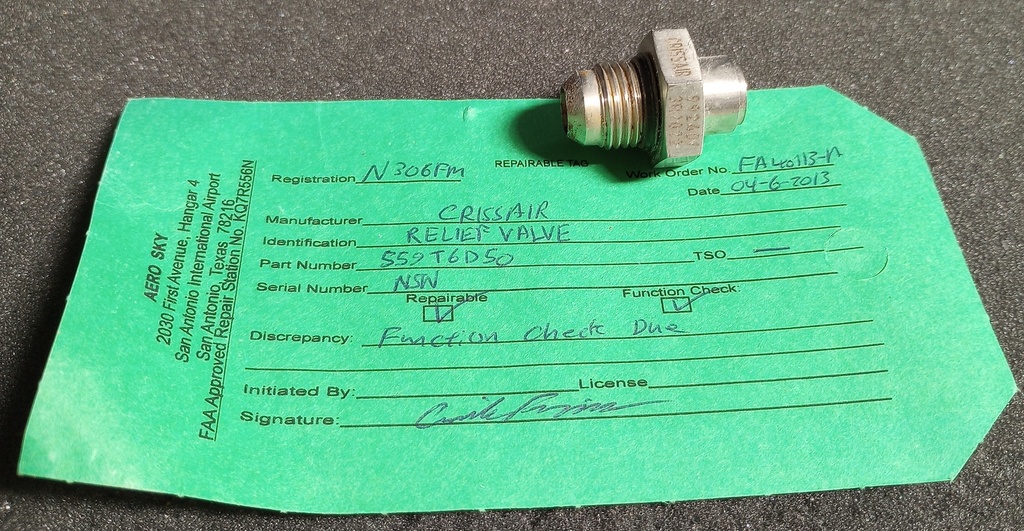 CRISSAIR
REPAIRABLE TAG
Registration N306FM Work Order No. FA40113-A
Date 04-6-2013
Manufacturer CRISSAIR
Identification RELIEF VALVE
Part Number 559T6D50 TSO —
Serial Number NSN
Repairable Function Check:
Discrepancy: Function Check Due
Initiated By: License
Signature:
AERO SKY
2030 First Avenue, Hangar 4
San Antonio International Airport
San Antonio, Texas 78216
FAA Approved Repair Station No. KQ7R556N